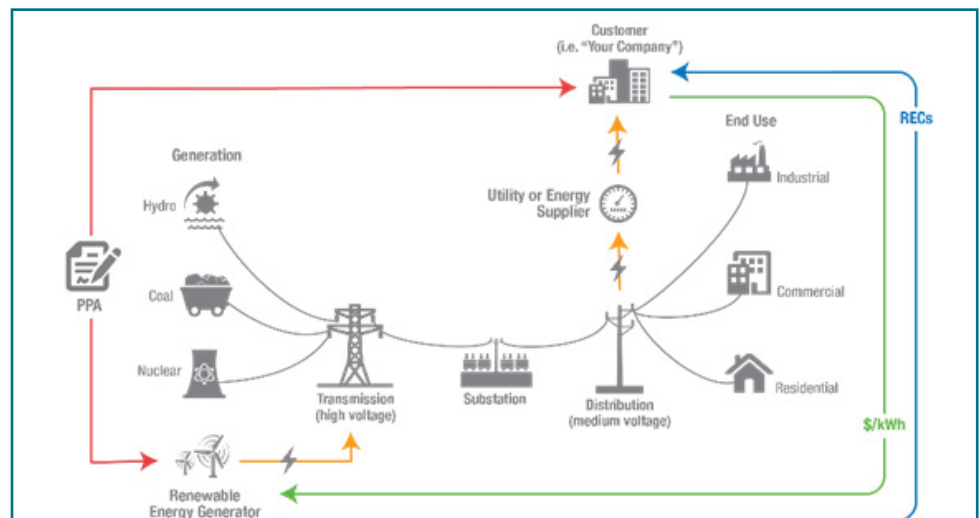 Customer
(i.e. "Your Company")
RECs
End Use
Generation
Industrial
Hydro
Utility or Energy
Supplier
PPA
Coal
Commercial
Nuclear
Residential
Transmission
(high voltage)
Substation
Distribution
(medium voltage)
$/kWh
Renewable
Energy Generator